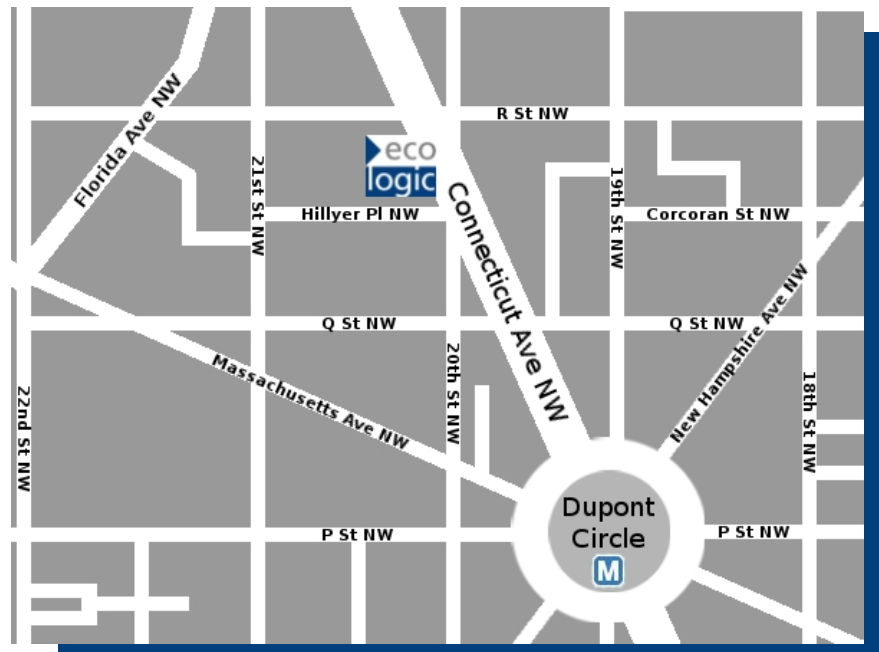 R St NW
Florida Ave NW
eco
logic
21st St NW
19th St NW
Connecticut Ave NW
Hillyer Pl NW
Corcoran St NW
Q St NW
Q St NW
New Hampshire Ave NW
Massachusetts Ave NW
20th St NW
18th St NW
22nd St NW
Dupont
Circle
M
P St NW
P St NW